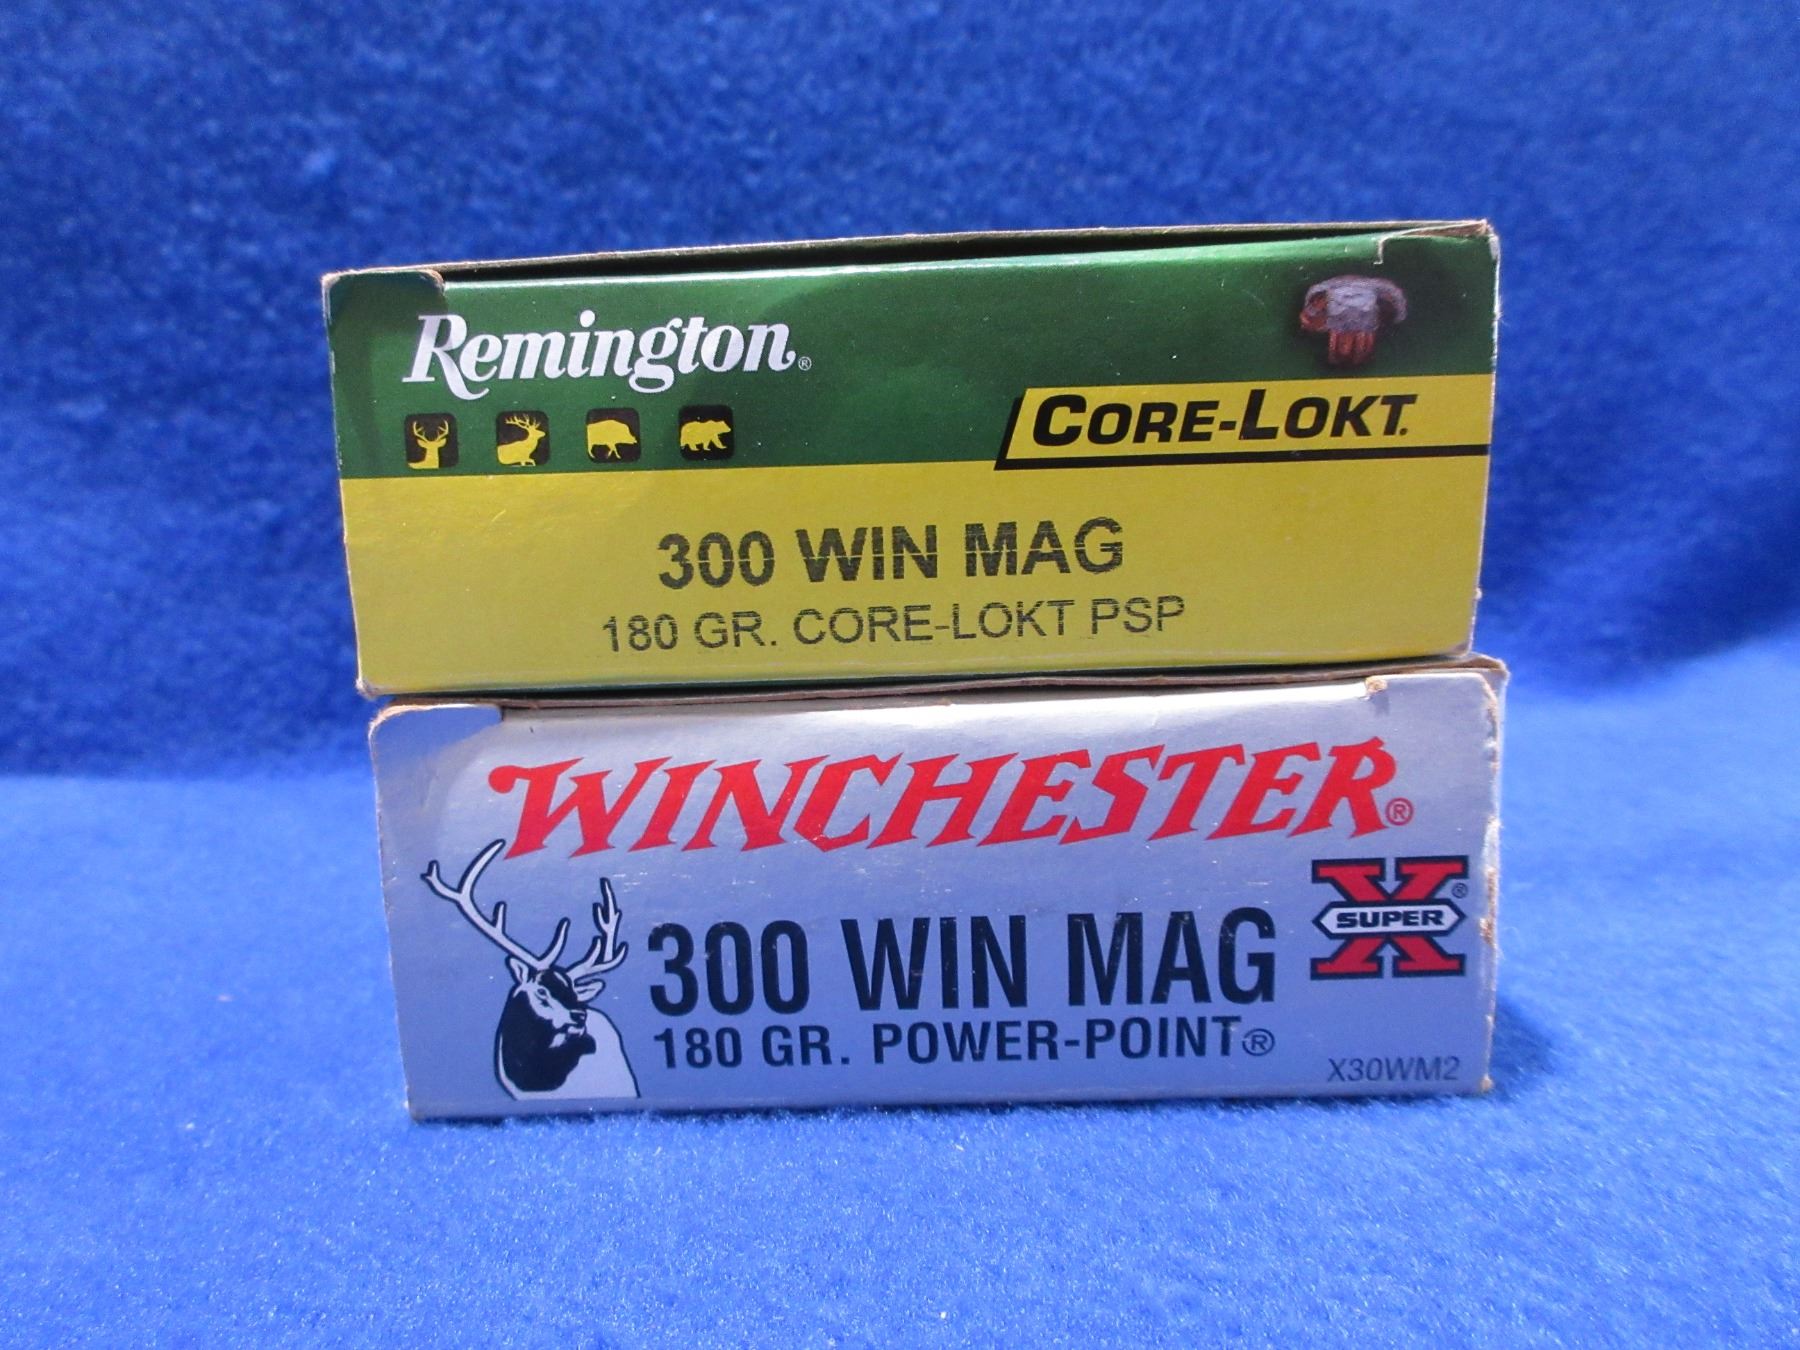 Remington®
CORE-LOKT.
300 WIN MAG
180 GR. CORE-LOKT PSP
WINCHESTER®
X®
SUPER
300 WIN MAG
180 GR. POWER-POINT®
X30WM2